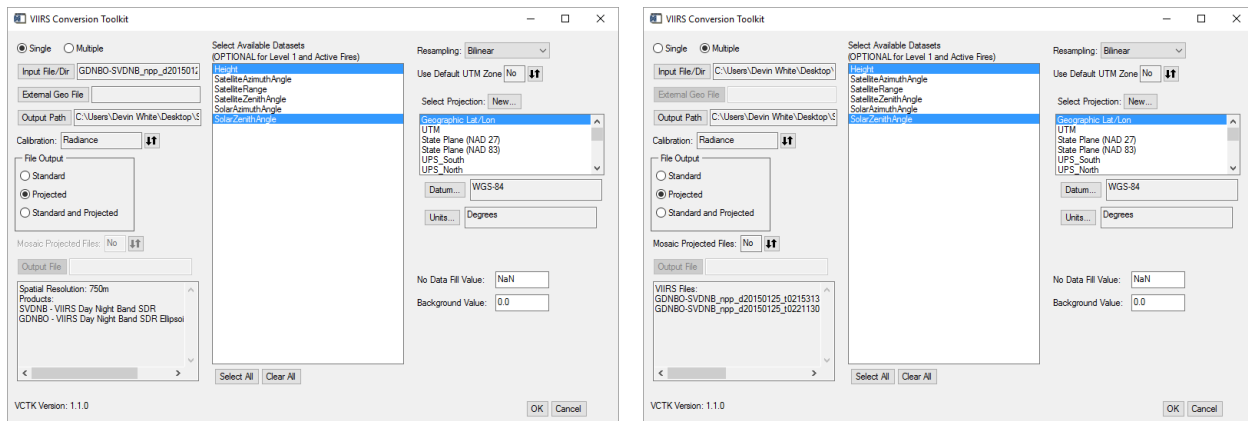 VIIRS Conversion Toolkit
Single Multiple
Input File/Dir GDNBO-SVDNB_npp_d2015012
External Geo File
Output Path C:\Users\Devin White\Desktop\S
Calibration: Radiance
File Output
Standard
Projected
Standard and Projected
Mosaic Projected Files: No
Output File
Spatial Resolution: 750m
Products:
SVDNB - VIIRS Day Night Band SDR
GDNBO - VIIRS Day Night Band SDR Ellipsoi
VCTK Version: 1.1.0
Select Available Datasets
(OPTIONAL for Level 1 and Active Fires)
Height
SatelliteAzimuthAngle
SatelliteRange
SatelliteZenithAngle
SolarAzimuthAngle
SolarZenithAngle
Select All Clear All
Resampling: Bilinear
Use Default UTM Zone No
Select Projection: New...
Geographic Lat/Lon
UTM
State Plane (NAD 27)
State Plane (NAD 83)
UPS_South
UPS_North
Datum... WGS-84
Units... Degrees
No Data Fill Value: NaN
Background Value: 0.0
OK Cancel
VIIRS Conversion Toolkit
Single Multiple
Input File/Dir C:\Users\Devin White\Desktop\
External Geo File
Output Path C:\Users\Devin White\Desktop\S
Calibration: Radiance
File Output
Standard
Projected
Standard and Projected
Mosaic Projected Files: No
Output File
VIIRS Files:
GDNBO-SVDNB_npp_d20150125_t0215313
GDNBO-SVDNB_npp_d20150125_t0221130
VCTK Version: 1.1.0
Select Available Datasets
(OPTIONAL for Level 1 and Active Fires)
Height
SatelliteAzimuthAngle
SatelliteRange
SatelliteZenithAngle
SolarAzimuthAngle
SolarZenithAngle
Select All Clear All
Resampling: Bilinear
Use Default UTM Zone No
Select Projection: New...
Geographic Lat/Lon
UTM
State Plane (NAD 27)
State Plane (NAD 83)
UPS_South
UPS_North
Datum... WGS-84
Units... Degrees
No Data Fill Value: NaN
Background Value: 0.0
OK Cancel